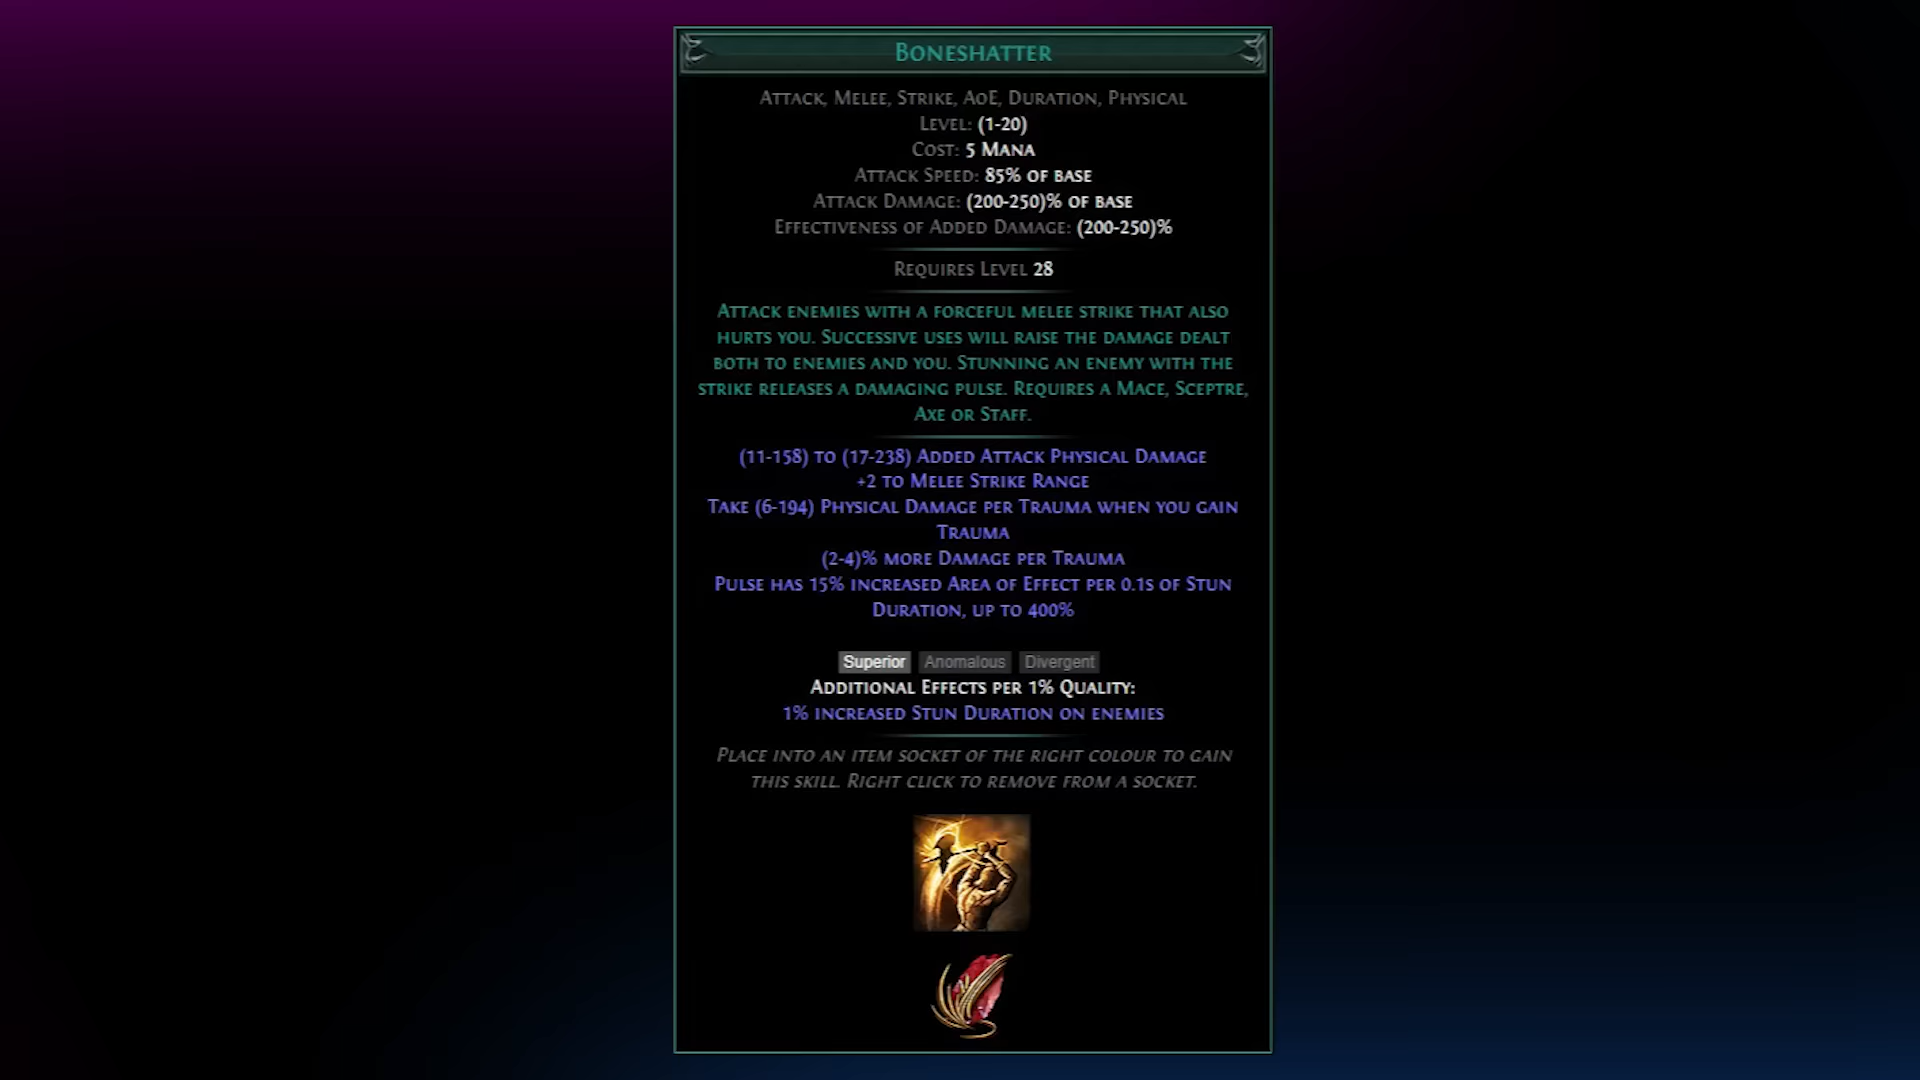 Boneshatter
Attack, Melee, Strike, AoE, Duration, Physical
Level: (1-20)
Cost: 5 Mana
Attack Speed: 85% of base
Attack Damage: (200-250)% of base
Effectiveness of Added Damage: (200-250)%
Requires Level 28
Attack enemies with a forceful melee strike that also
hurts you. Successive uses will raise the damage dealt
both to enemies and you. Stunning an enemy with the
strike releases a damaging pulse. Requires a Mace, Sceptre,
Axe or Staff.
(11-158) to (17-238) Added Attack Physical Damage
+2 to Melee Strike Range
Take (6-194) Physical Damage per Trauma when you gain
Trauma
(2-4)% more Damage per Trauma
Pulse has 15% increased Area of Effect per 0.1s of Stun
Duration, up to 400%
Superior Anomalous Divergent
Additional Effects per 1% Quality:
1% increased Stun Duration on enemies
Place into an item socket of the right colour to gain
this skill. Right click to remove from a socket.